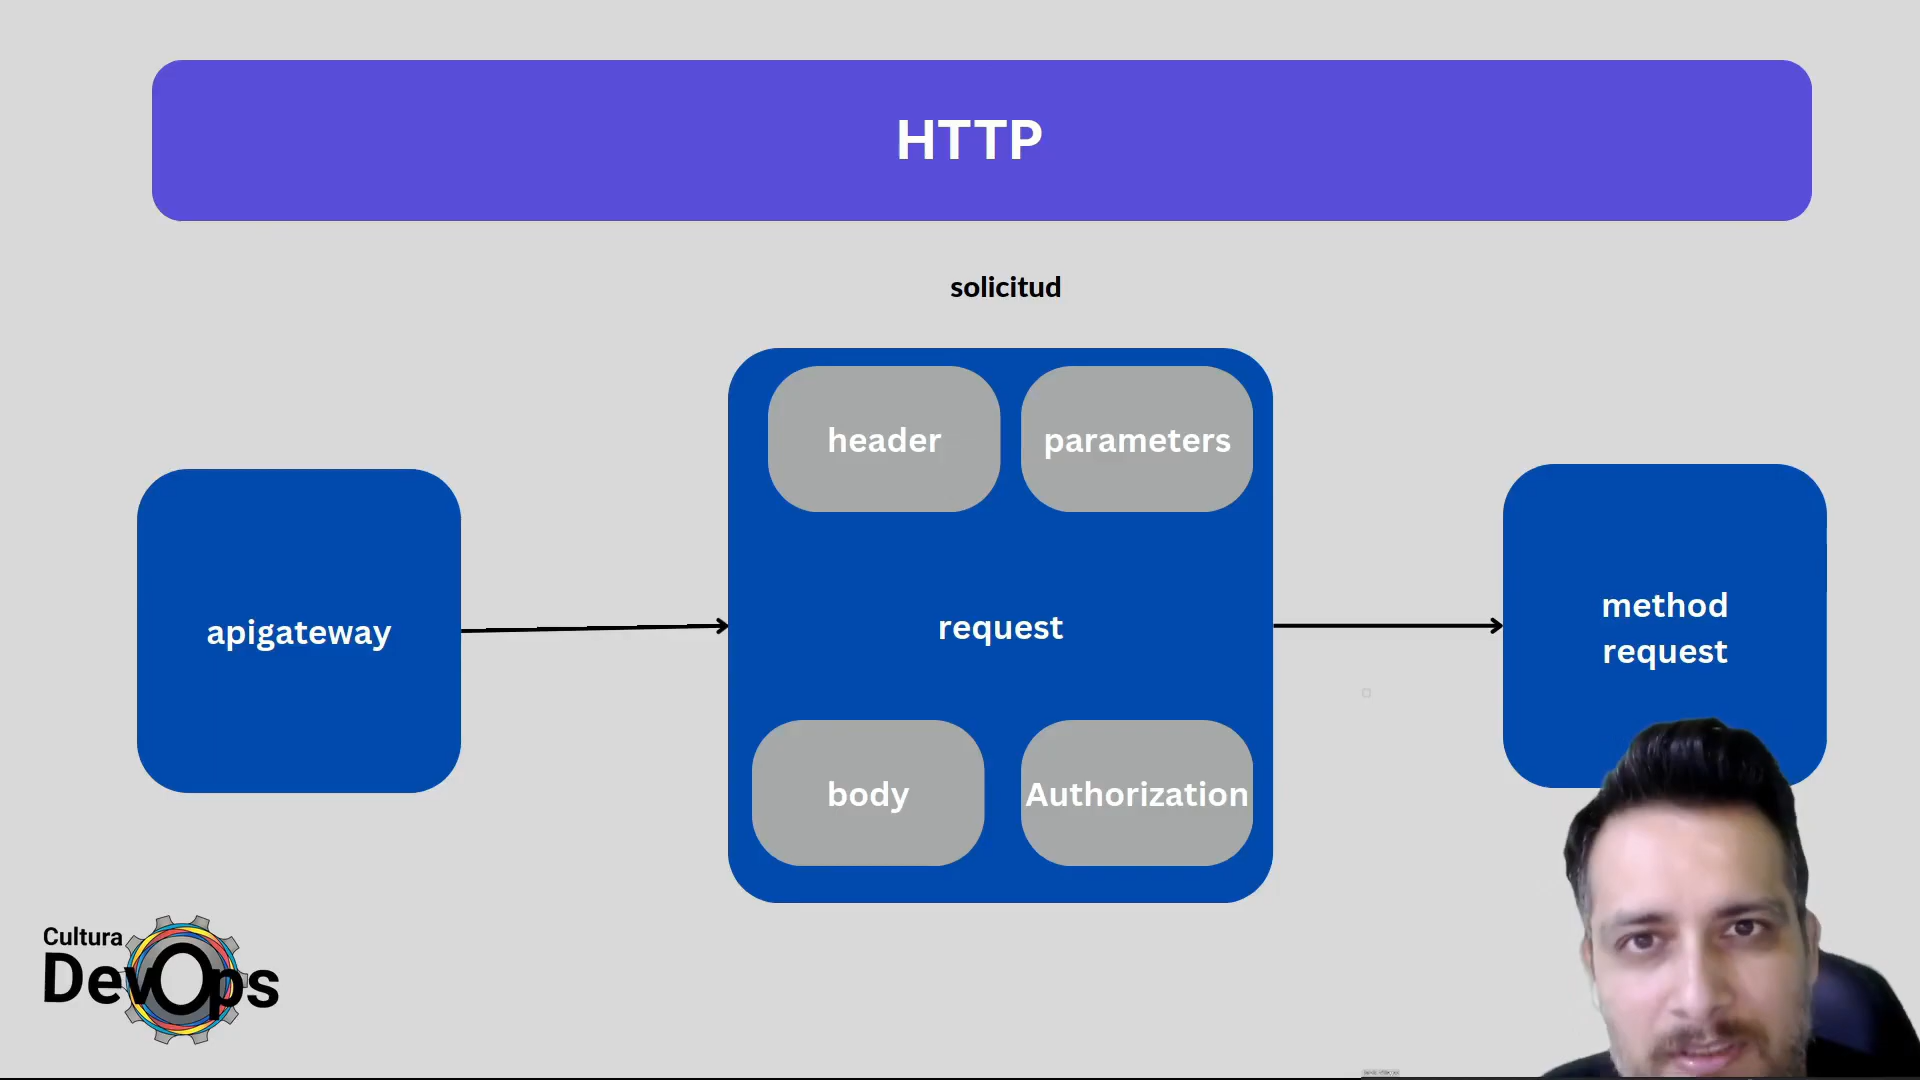 HTTP
solicitud
header
parameters
apigateway
request
method
request
body
Authorization
Cultura
DevOps